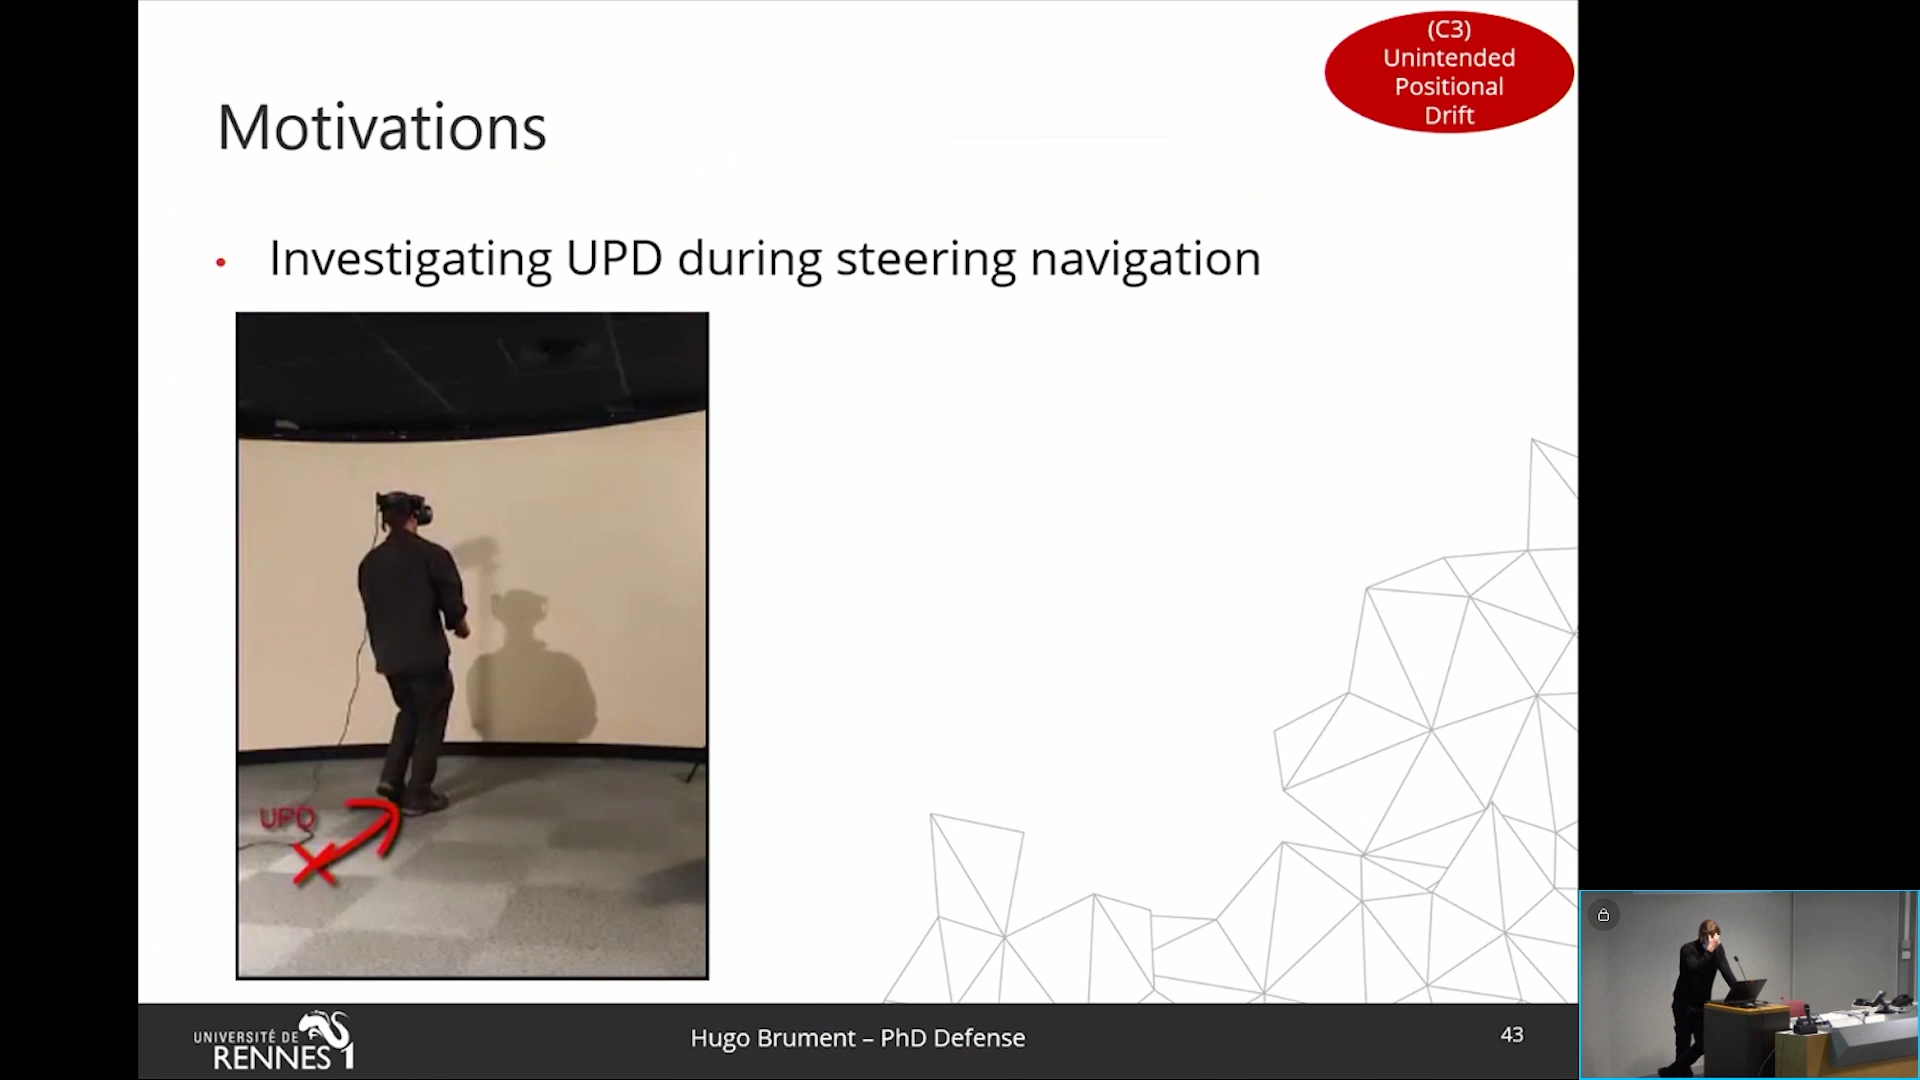 (C3)
Unintended
Positional
Drift
Motivations
• Investigating UPD during steering navigation
UPD
UNIVERSITÉ DE
RENNES 1
Hugo Brument – PhD Defense
43